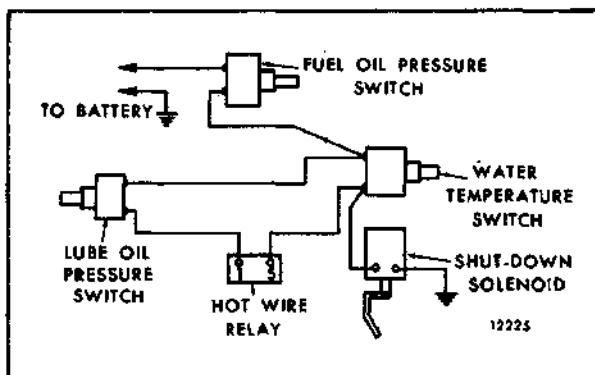 FUEL OIL PRESSURE
SWITCH
TO BATTERY
WATER
TEMPERATURE
SWITCH
LUBE OIL
PRESSURE
SWITCH
SHUT-DOWN
SOLENOID
HOT WIRE
RELAY
12225